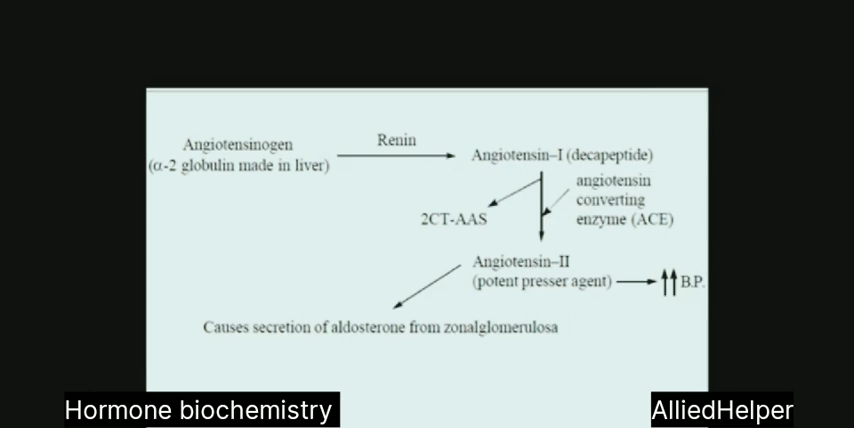 Angiotensinogen
(α-2 globulin made in liver)
Renin
Angiotensin–I (decapeptide)
angiotensin
converting
enzyme (ACE)
2CT-AAS
Angiotensin–II
(potent presser agent)
B.P.
Causes secretion of aldosterone from zonalglomerulosa
Hormone biochemistry
AlliedHelper